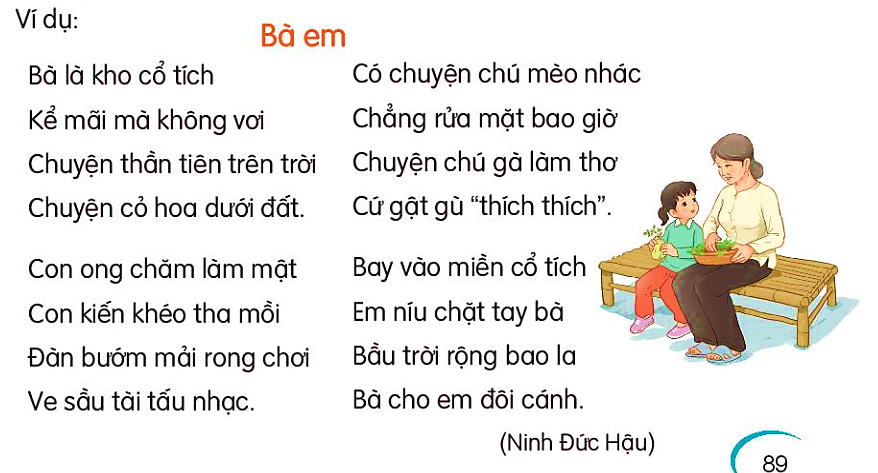 Ví dụ:
Bà em
Bà là kho cổ tích
Kể mãi mà không vơi
Chuyện thần tiên trên trời
Chuyện cỏ hoa dưới đất.
Con ong chăm làm mật
Con kiến khéo tha mồi
Đàn bướm mải rong chơi
Ve sầu tài tấu nhạc.
Có chuyện chú mèo nhác
Chẳng rửa mặt bao giờ
Chuyện chú gà làm thơ
Cứ gật gù “thích thích”.
Bay vào miền cổ tích
Em níu chặt tay bà
Bầu trời rộng bao la
Bà cho em đôi cánh.
(Ninh Đức Hậu)
89